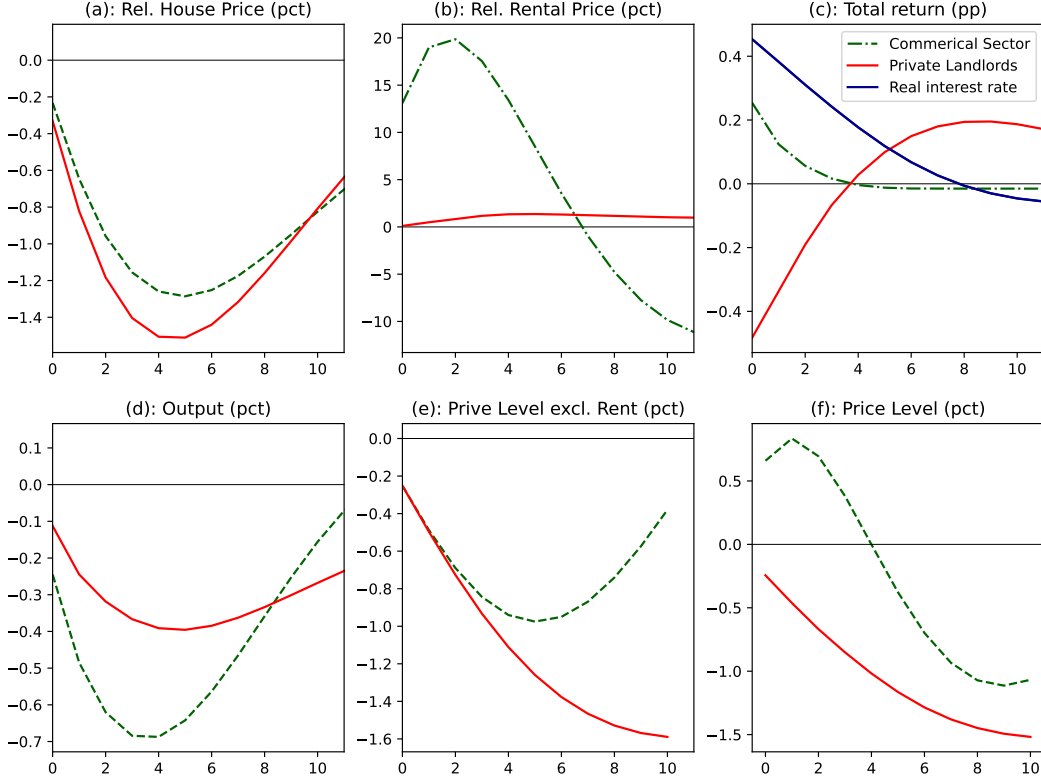 (a): Rel. House Price (pct)
0.0
−0.2
−0.4
−0.6
−0.8
−1.0
−1.2
−1.4
0 2 4 6 8 10
(b): Rel. Rental Price (pct)
20
15
10
5
0
−5
−10
0 2 4 6 8 10
(c): Total return (pp)
Commerical Sector
Private Landlords
Real interest rate
0.4
0.2
0.0
−0.2
−0.4
0 2 4 6 8 10
(d): Output (pct)
0.1
0.0
−0.1
−0.2
−0.3
−0.4
−0.5
−0.6
−0.7
0 2 4 6 8 10
(e): Prive Level excl. Rent (pct)
0.0
−0.2
−0.4
−0.6
−0.8
−1.0
−1.2
−1.4
−1.6
0 2 4 6 8 10
(f): Price Level (pct)
0.5
0.0
−0.5
−1.0
−1.5
0 2 4 6 8 10